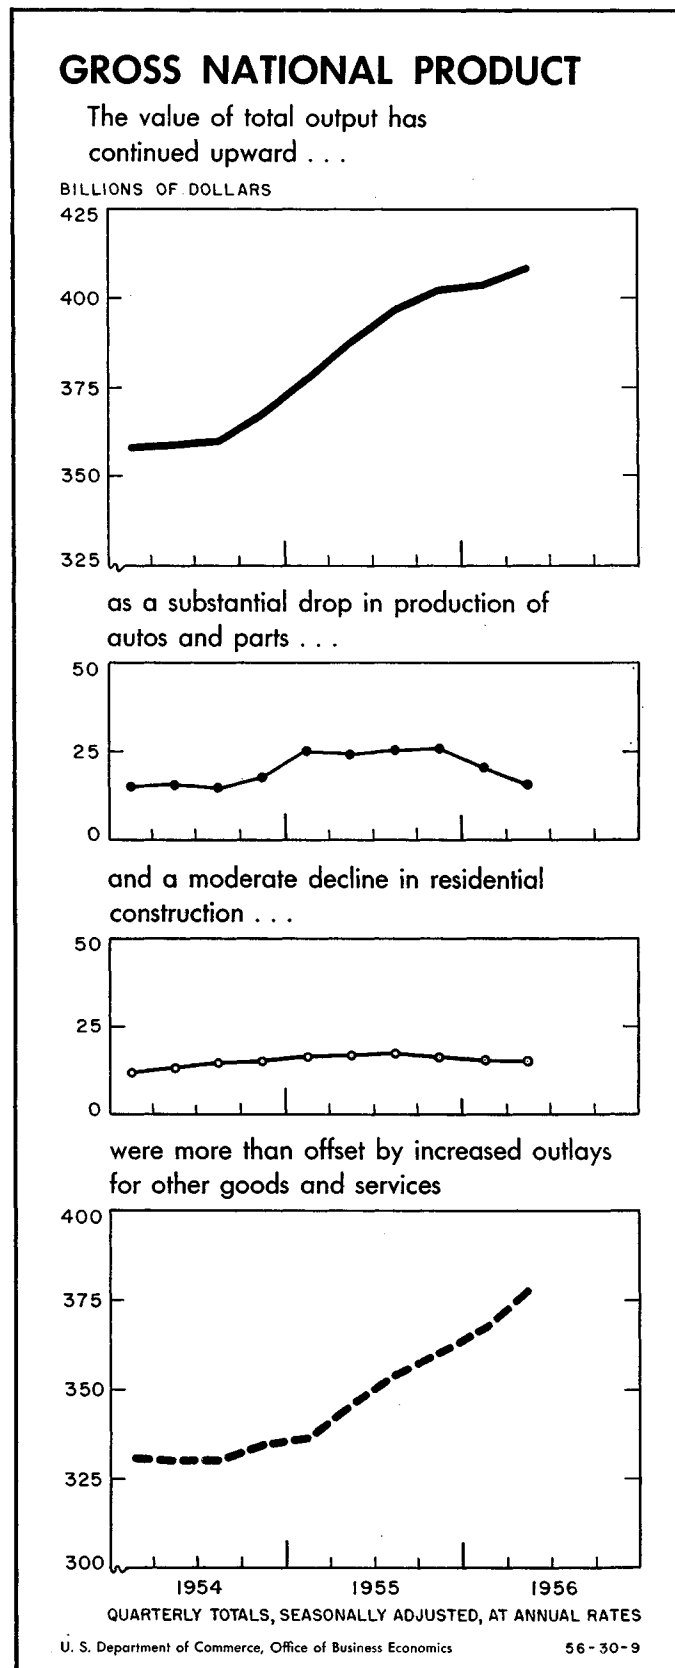 GROSS NATIONAL PRODUCT
The value of total output has
continued upward . . .
BILLIONS OF DOLLARS
425
400
375
350
325
as a substantial drop in production of
autos and parts . . .
50
25
0
and a moderate decline in residential
construction . . .
50
25
0
were more than offset by increased outlays
for other goods and services
400
375
350
325
300
1954 1955 1956
QUARTERLY TOTALS, SEASONALLY ADJUSTED, AT ANNUAL RATES
U. S. Department of Commerce, Office of Business Economics 56-30-9